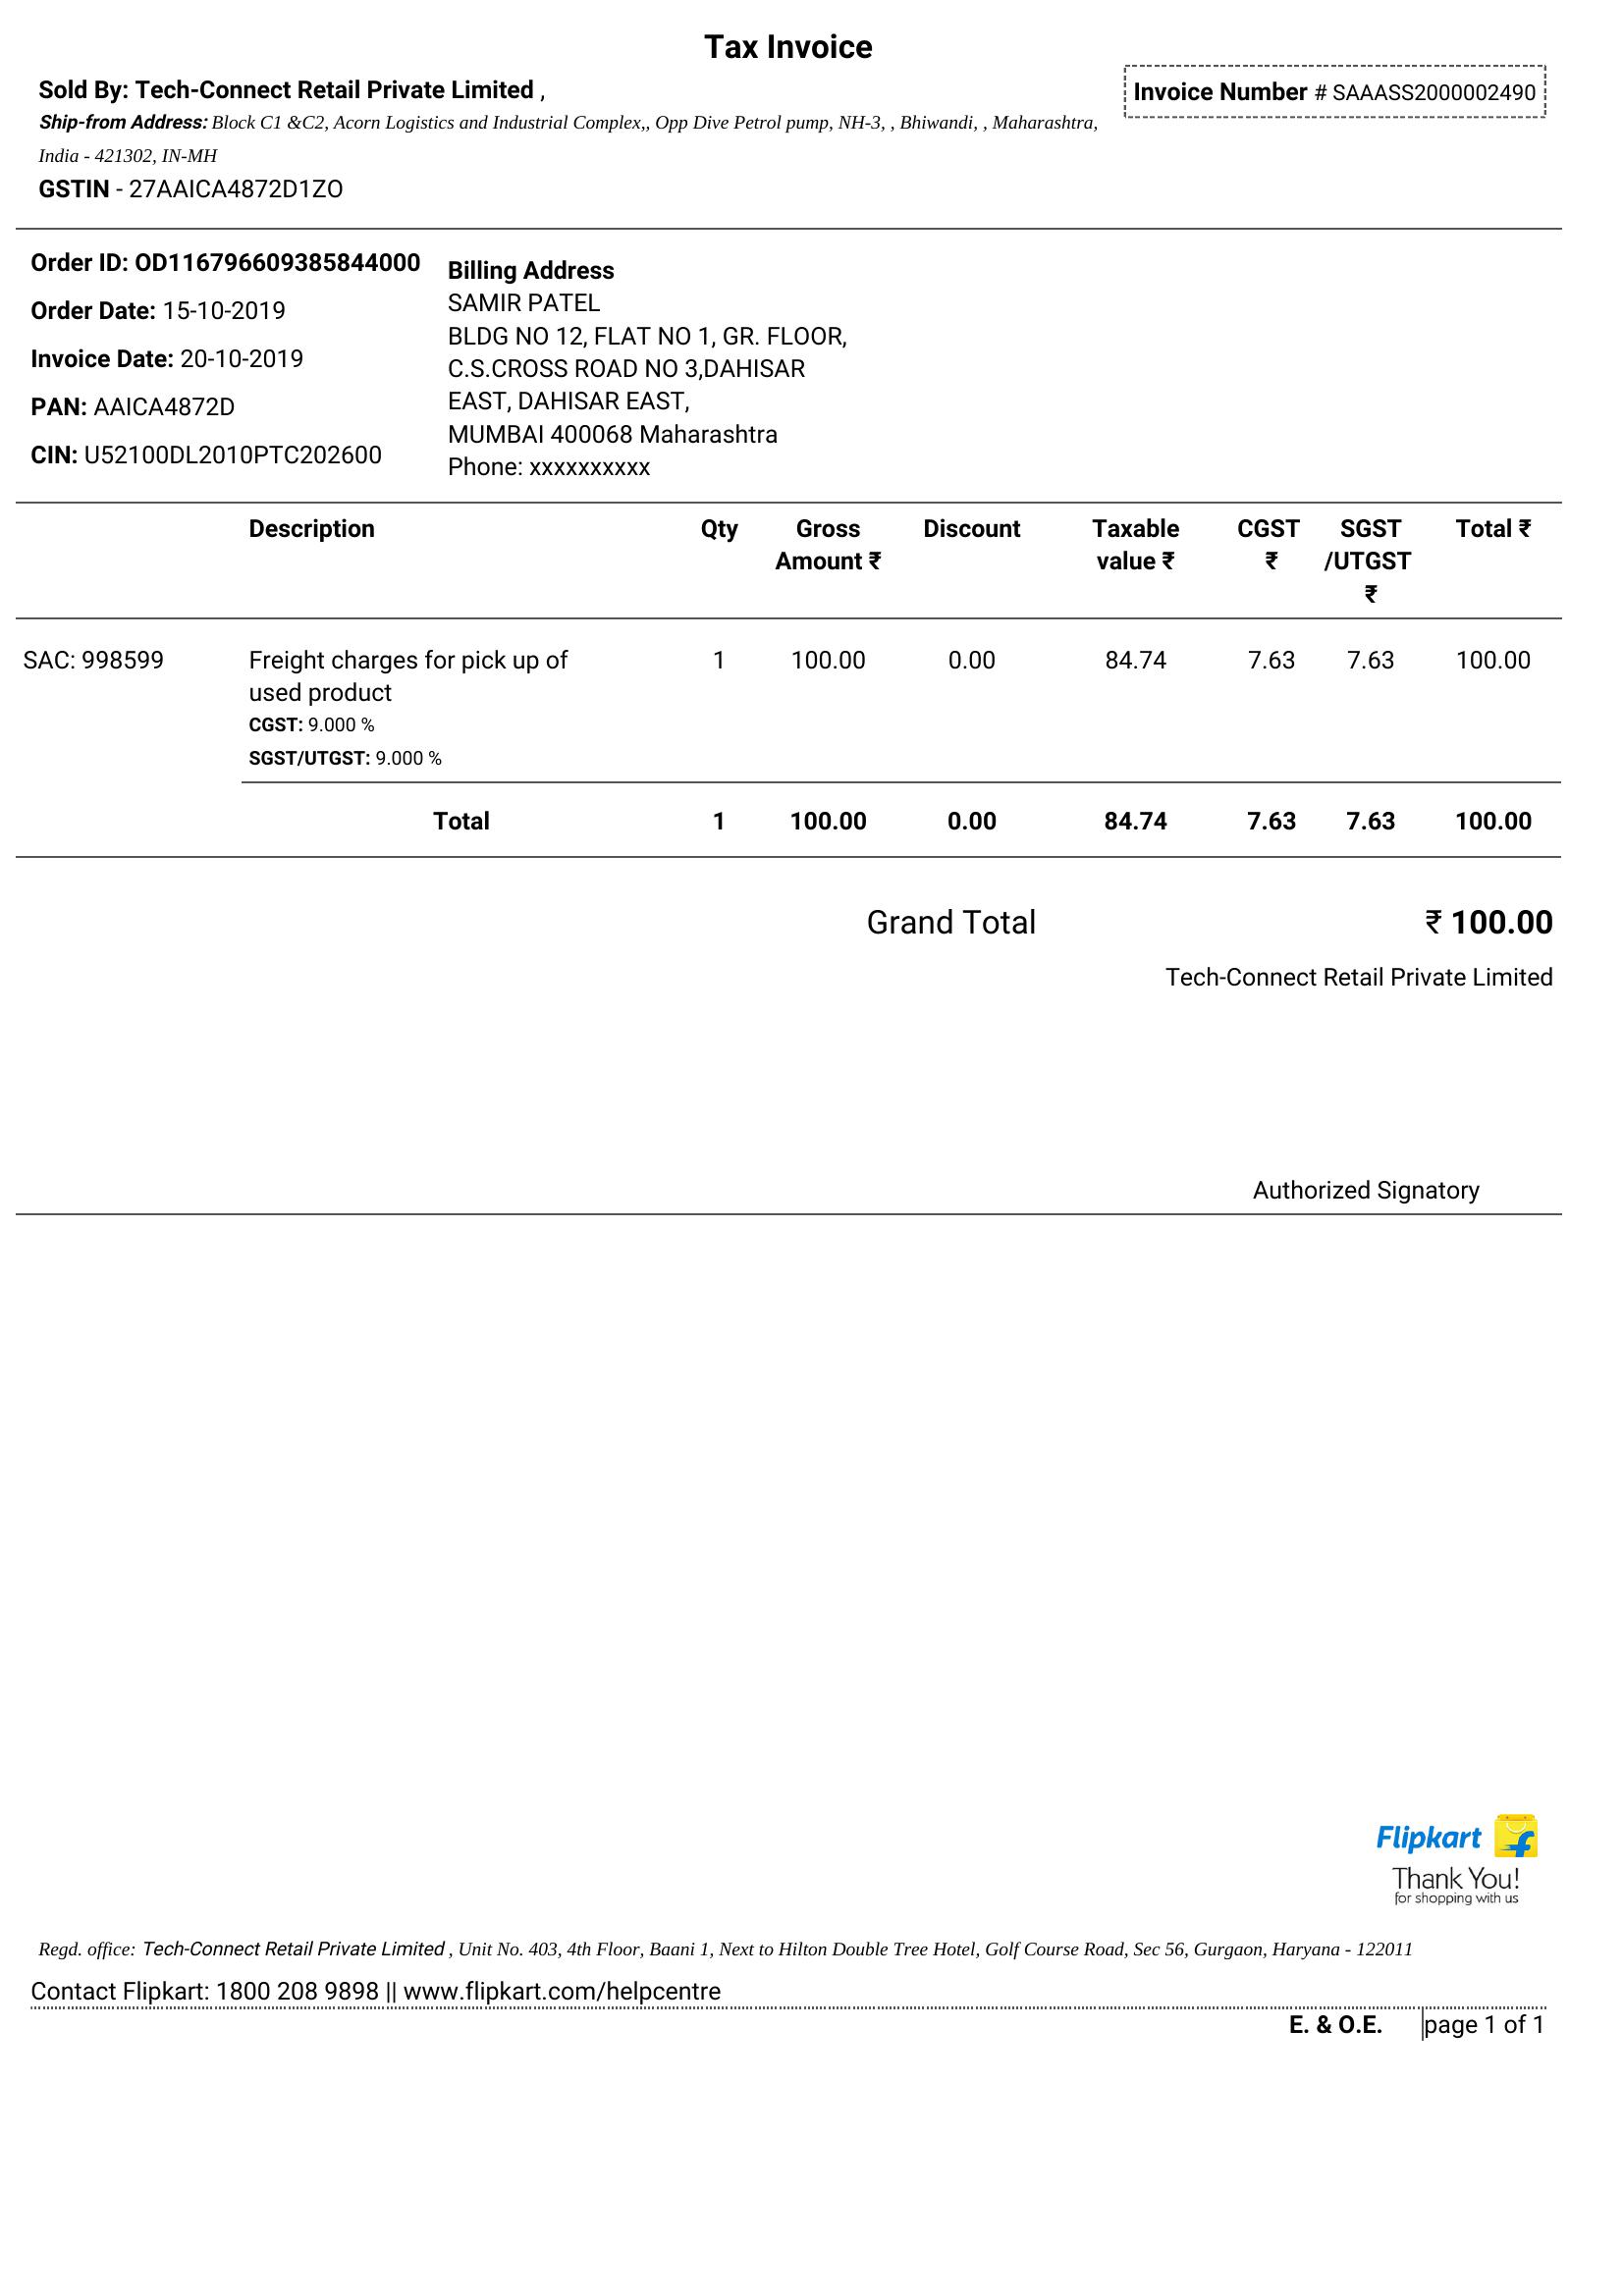 Tax Invoice
Sold By: Tech-Connect Retail Private Limited ,
Invoice Number # SAAASS2000002490
Ship-from Address: Block C1 &C2, Acorn Logistics and Industrial Complex,, Opp Dive Petrol pump, NH-3, , Bhiwandi, , Maharashtra,
India - 421302, IN-MH
GSTIN - 27AAICA4872D1ZO
Order ID: OD116796609385844000
Order Date: 15-10-2019
Invoice Date: 20-10-2019
PAN: AAICA4872D
CIN: U52100DL2010PTC202600
Billing Address
SAMIR PATEL
BLDG NO 12, FLAT NO 1, GR. FLOOR,
C.S.CROSS ROAD NO 3,DAHISAR
EAST, DAHISAR EAST,
MUMBAI 400068 Maharashtra
Phone: xxxxxxxxxx
Description Qty Gross Discount Taxable CGST SGST Total ₹
Amount ₹ value ₹ ₹ /UTGST
₹
SAC: 998599 Freight charges for pick up of 1 100.00 0.00 84.74 7.63 7.63 100.00
used product
CGST: 9.000 %
SGST/UTGST: 9.000 %
Total 1 100.00 0.00 84.74 7.63 7.63 100.00
Grand Total ₹ 100.00
Tech-Connect Retail Private Limited
Authorized Signatory
Flipkart
Thank You!
for shopping with us
Regd. office: Tech-Connect Retail Private Limited , Unit No. 403, 4th Floor, Baani 1, Next to Hilton Double Tree Hotel, Golf Course Road, Sec 56, Gurgaon, Haryana - 122011
Contact Flipkart: 1800 208 9898 || www.flipkart.com/helpcentre
E. & O.E. page 1 of 1